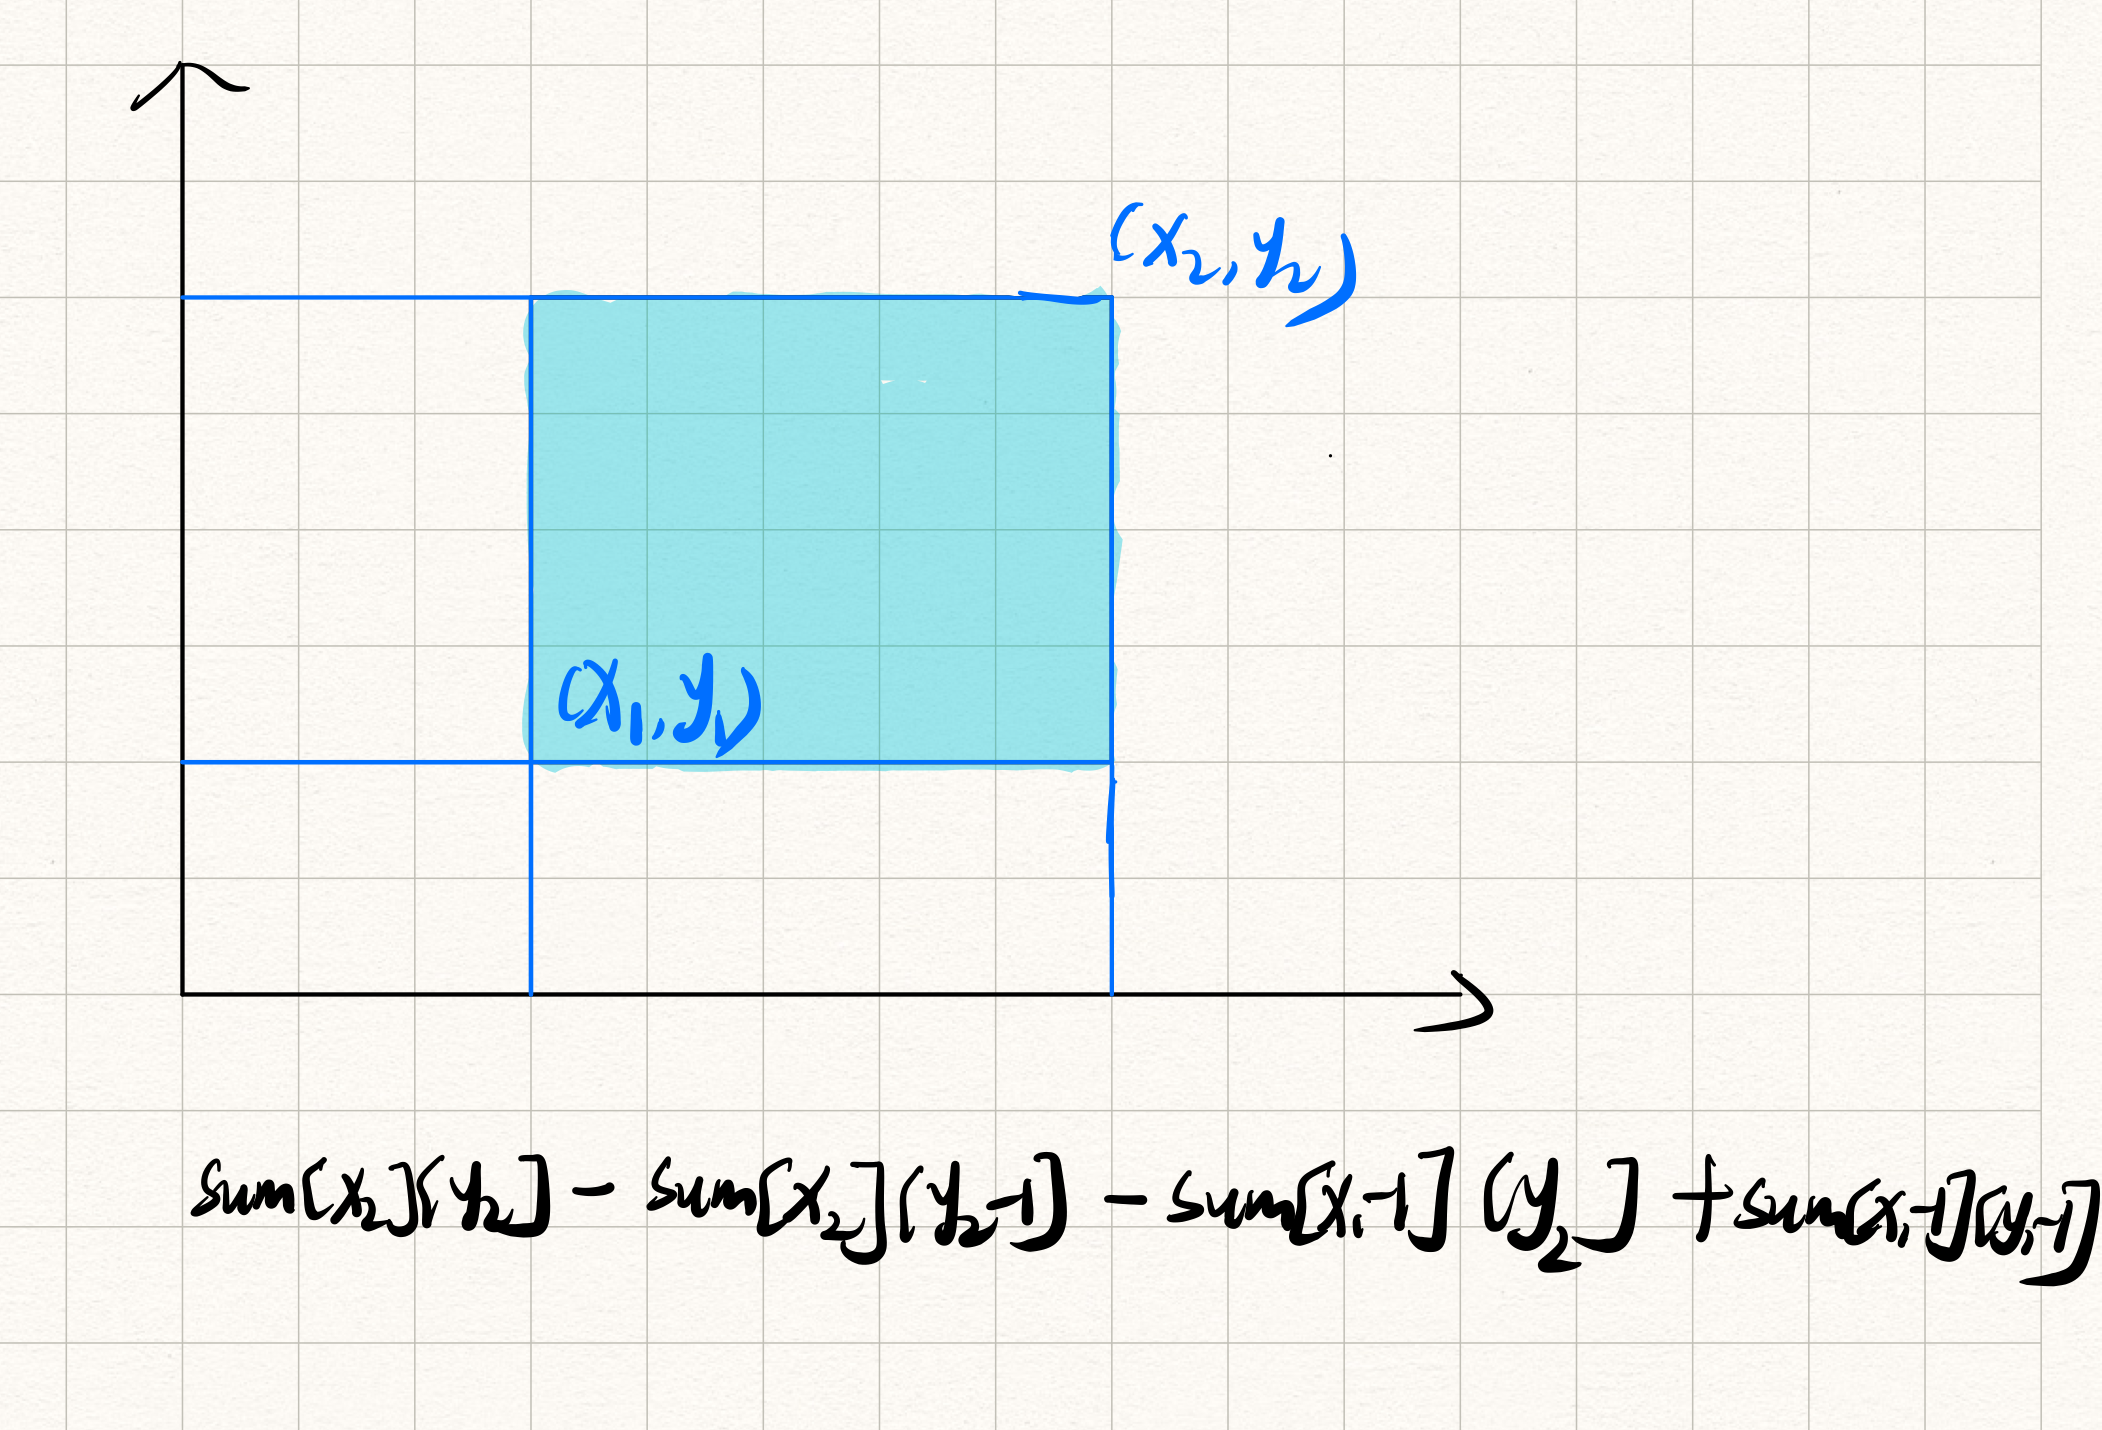 (x₂, y₂)
(x₁, y₁)
sum[x₂][y₂] - sum[x₂][y₂-1] - sum[x₁-1][y₂] + sum[x₁-1][y₁-1]